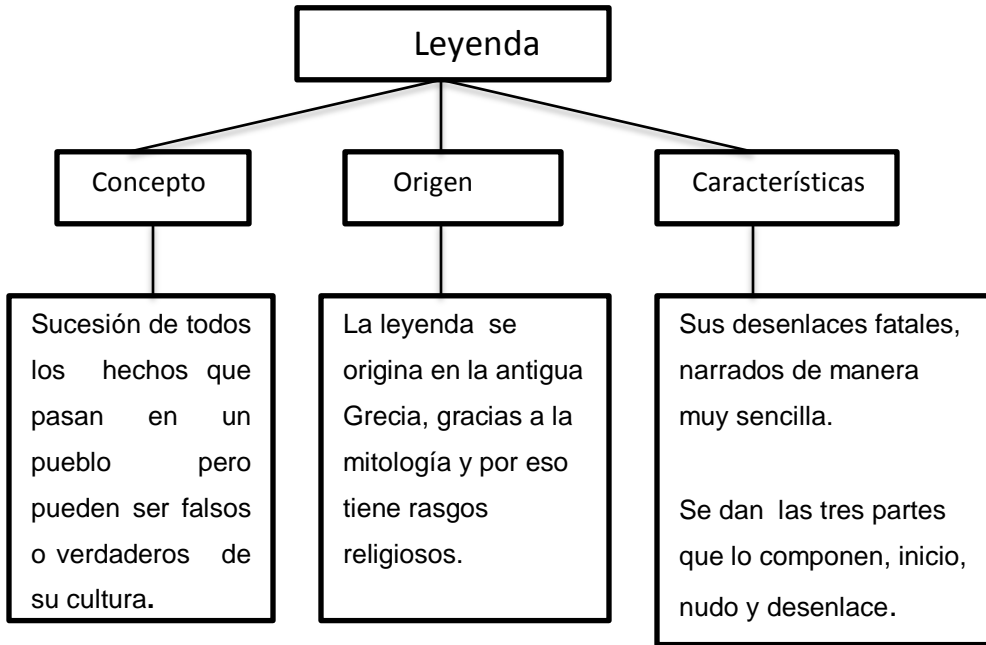 Leyenda
Concepto
Origen
Características
Sucesión de todos
los hechos que
pasan en un
pueblo pero
pueden ser falsos
o verdaderos de
su cultura.
La leyenda se
origina en la antigua
Grecia, gracias a la
mitología y por eso
tiene rasgos
religiosos.
Sus desenlaces fatales,
narrados de manera
muy sencilla.
Se dan las tres partes
que lo componen, inicio,
nudo y desenlace.